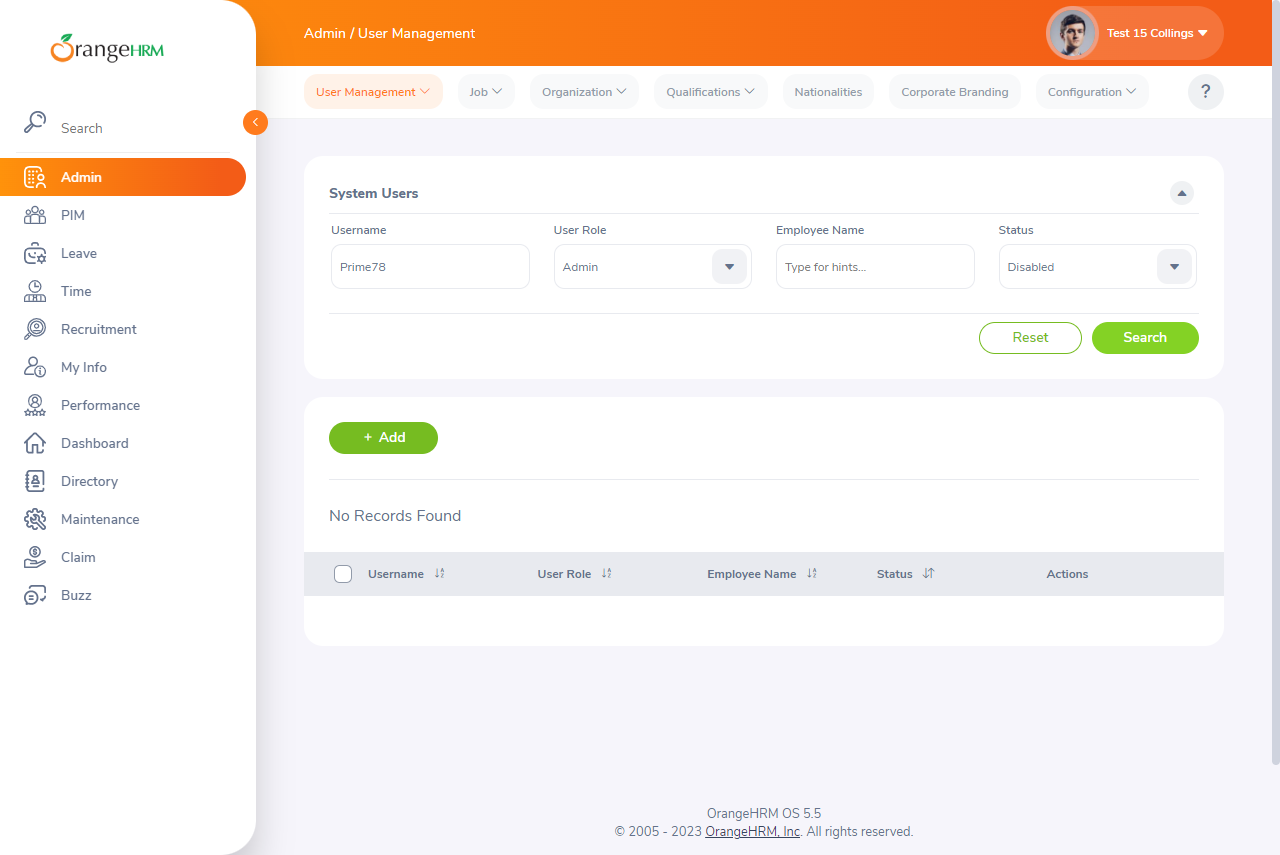 OrangeHRM
Admin / User Management
Test 15 Collings
User Management
Job
Organization
Qualifications
Nationalities
Corporate Branding
Configuration
?
Search
Admin
PIM
Leave
Time
Recruitment
My Info
Performance
Dashboard
Directory
Maintenance
Claim
Buzz
System Users
Username
User Role
Employee Name
Status
Prime78
Admin
Type for hints...
Disabled
Reset
Search
+ Add
No Records Found
Username
User Role
Employee Name
Status
Actions
OrangeHRM OS 5.5
© 2005 - 2023 OrangeHRM, Inc. All rights reserved.